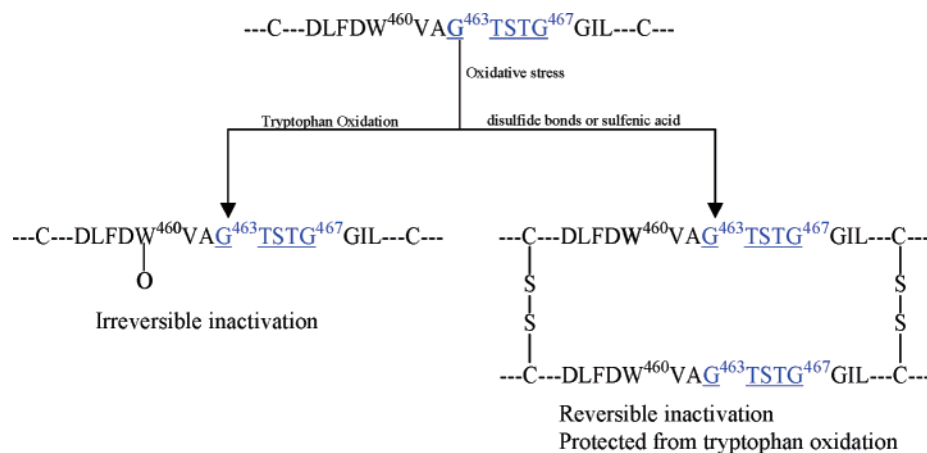 ---C---DLFDW⁴⁶⁰VAG⁴⁶³TSTG⁴⁶⁷GIL---C---
Oxidative stress
Tryptophan Oxidation
disulfide bonds or sulfenic acid
---C---DLFDW⁴⁶⁰VAG⁴⁶³TSTG⁴⁶⁷GIL---C---
O
Irreversible inactivation
---C---DLFDW⁴⁶⁰VAG⁴⁶³TSTG⁴⁶⁷GIL---C---
S S
S S
---C---DLFDW⁴⁶⁰VAG⁴⁶³TSTG⁴⁶⁷GIL---C---
Reversible inactivation
Protected from tryptophan oxidation